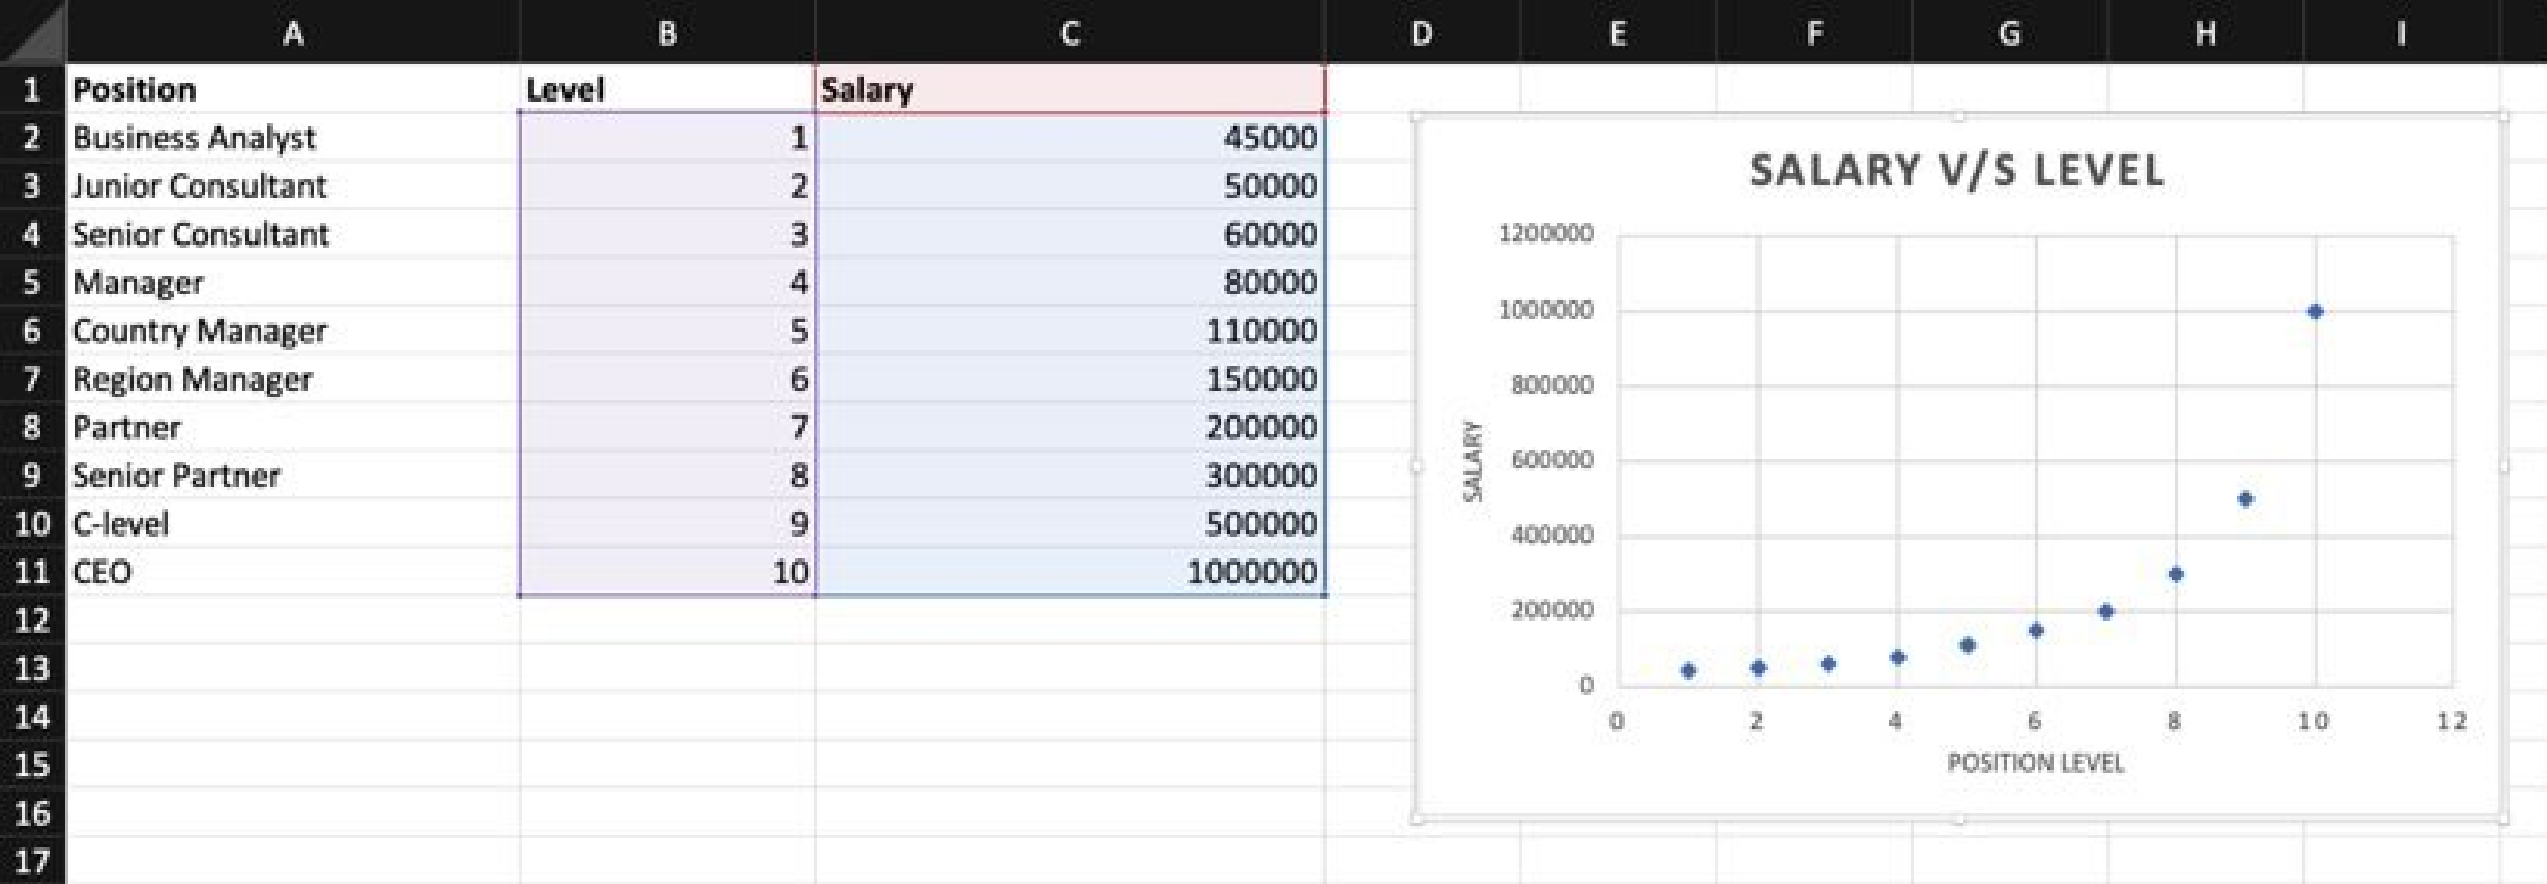 A B C D E F G H I
1 Position Level Salary
2 Business Analyst 1 45000
3 Junior Consultant 2 50000
4 Senior Consultant 3 60000
5 Manager 4 80000
6 Country Manager 5 110000
7 Region Manager 6 150000
8 Partner 7 200000
9 Senior Partner 8 300000
10 C-level 9 500000
11 CEO 10 1000000
12
13
14
15
16
17
SALARY V/S LEVEL
1200000
1000000
800000
600000
400000
200000
0
SALARY
0 2 4 6 8 10 12
POSITION LEVEL